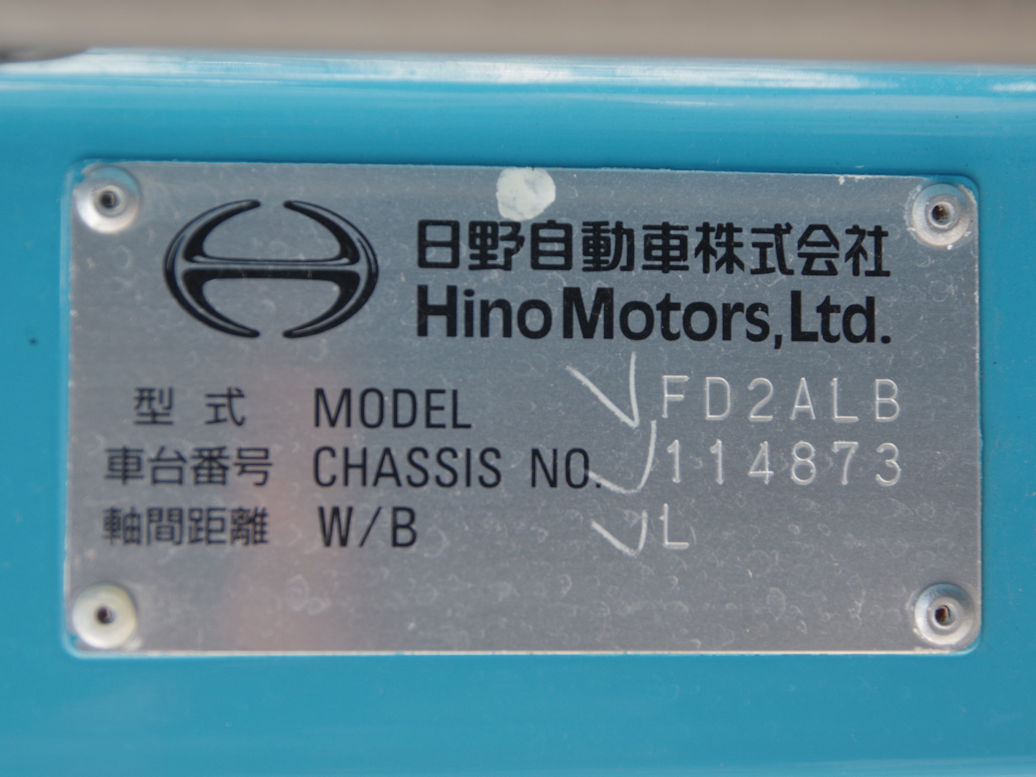 日野自動車株式会社
Hino Motors, Ltd.
型式 MODEL FD2ALB
車台番号 CHASSIS NO. 114873
軸間距離 W/B L